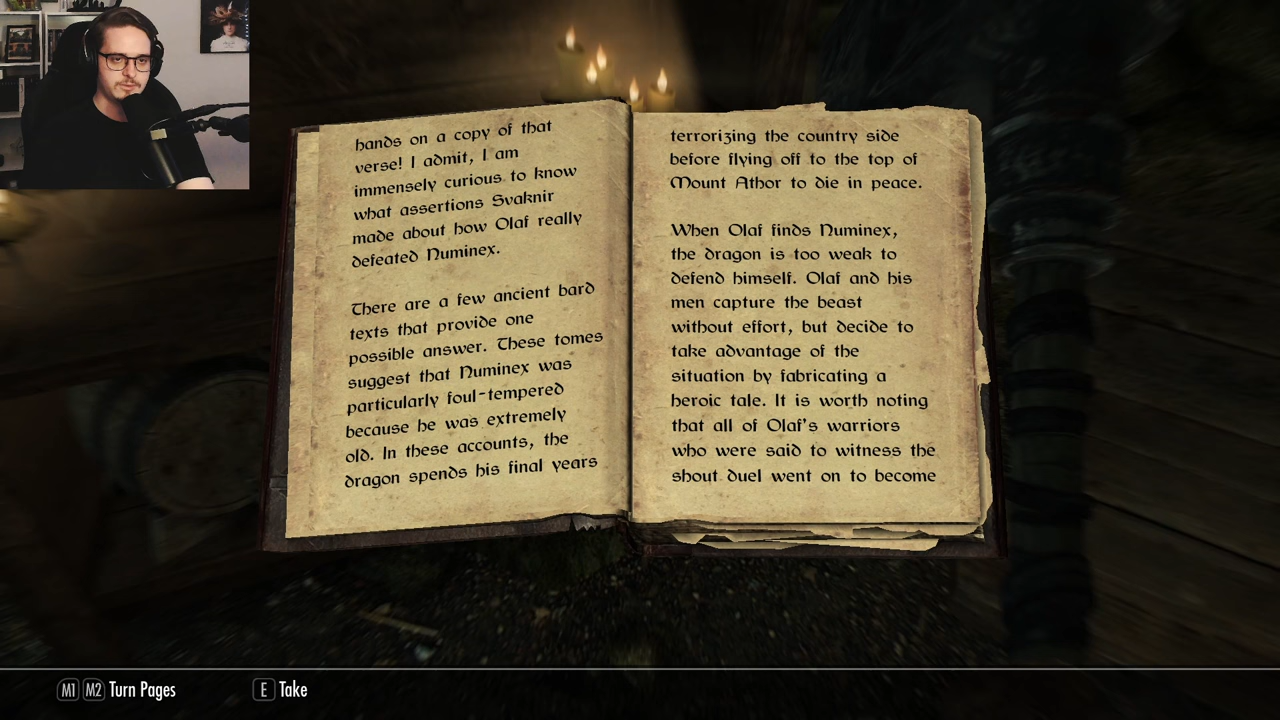 hands on a copy of that
verse! I admit, I am
immensely curious to know
what assertions Svaknir
made about how Olaf really
defeated Numinex.
There are a few ancient bard
texts that provide one
possible answer. These tomes
suggest that Numinex was
particularly foul-tempered
because he was extremely
old. In these accounts, the
dragon spends his final years
terrorizing the country side
before flying off to the top of
Mount Athor to die in peace.
When Olaf finds Numinex,
the dragon is too weak to
defend himself. Olaf and his
men capture the beast
without effort, but decide to
take advantage of the
situation by fabricating a
heroic tale. It is worth noting
that all of Olaf's warriors
who were said to witness the
shout duel went on to become
M1 M2 Turn Pages
E Take